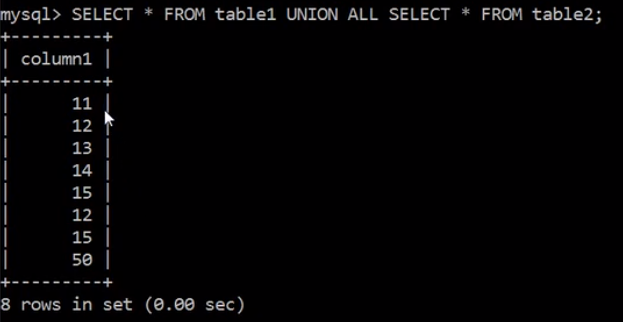 mysql> SELECT * FROM table1 UNION ALL SELECT * FROM table2;
+---------+
| column1 |
+---------+
|      11 |
|      12 |
|      13 |
|      14 |
|      15 |
|      12 |
|      15 |
|      50 |
+---------+
8 rows in set (0.00 sec)